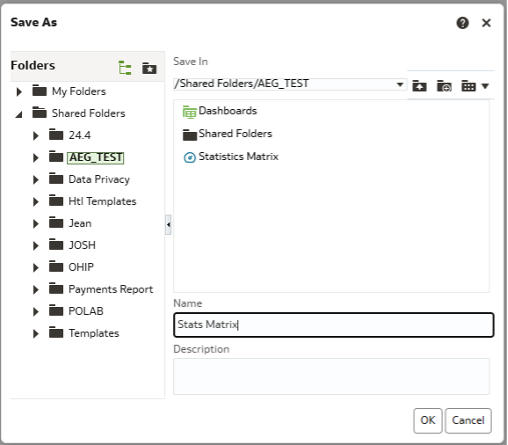 Save As
Folders
My Folders
Shared Folders
24.4
AEG_TEST
Data Privacy
Htl Templates
Jean
JOSH
OHIP
Payments Report
POLAB
Templates
Save In
/Shared Folders/AEG_TEST
Dashboards
Shared Folders
Statistics Matrix
Name
Stats Matrix
Description
OK
Cancel